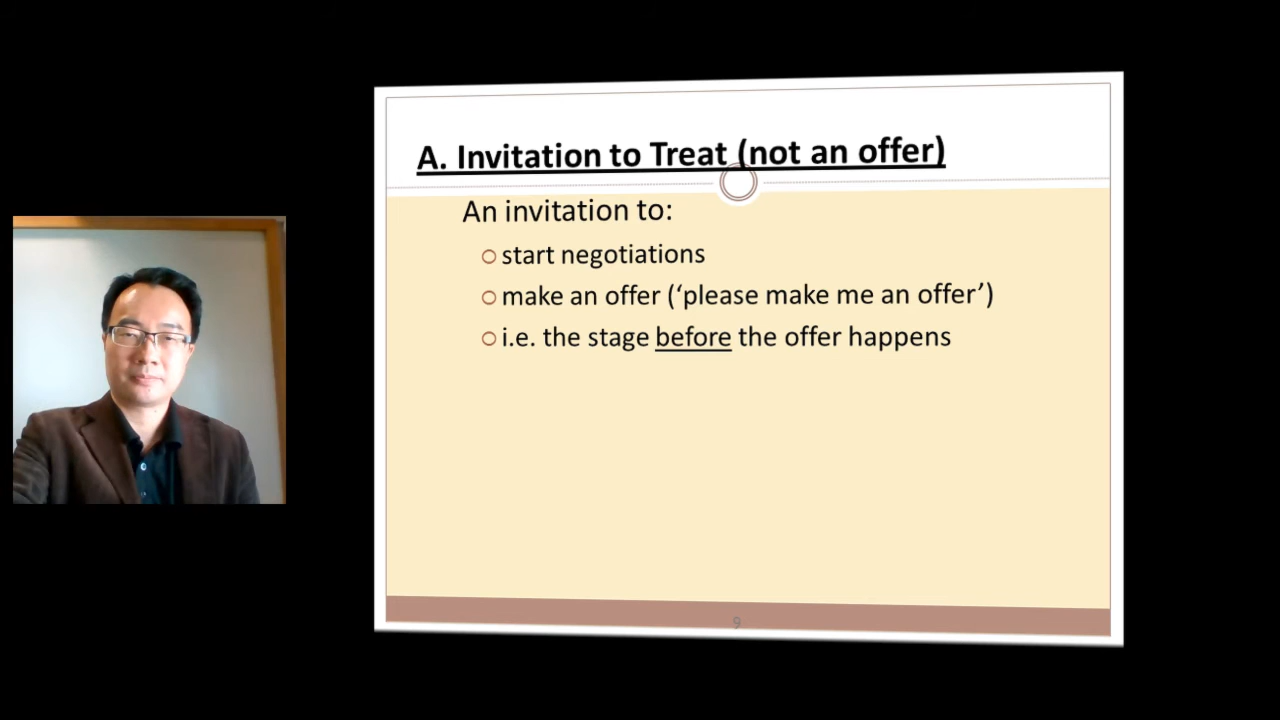 A. Invitation to Treat (not an offer)
An invitation to:
start negotiations
make an offer (‘please make me an offer’)
i.e. the stage before the offer happens
9